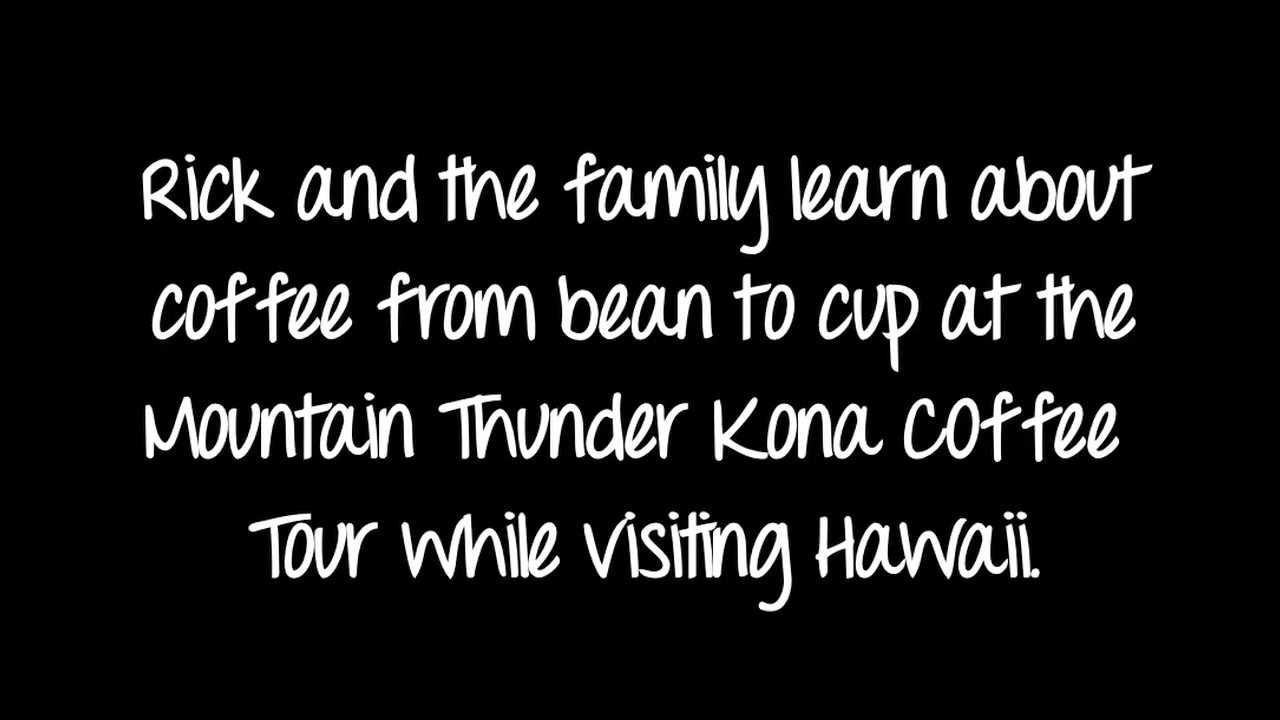 Rick and the family learn about
coffee from bean to cup at the
Mountain Thunder Kona Coffee
Tour while visiting Hawaii.